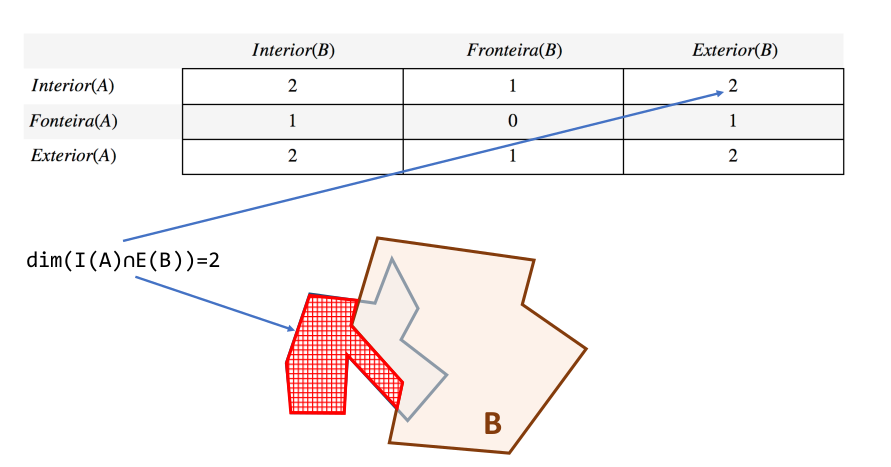 Interior(B) Fronteira(B) Exterior(B)
Interior(A) 2 1 2
Fonteira(A) 1 0 1
Exterior(A) 2 1 2
dim(I(A)∩E(B))=2
B